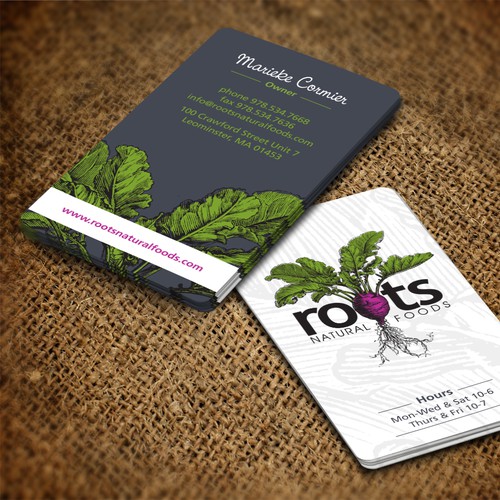 Marieke Cormier
Owner
phone 978.534.7668
fax 978.534.7636
info@rootsnaturalfoods.com
100 Crawford Street Unit 7
Leominster, MA 01453
www.rootsnaturalfoods.com
roots
NATURAL FOODS
Hours
Mon-Wed & Sat 10-6
Thurs & Fri 10-7